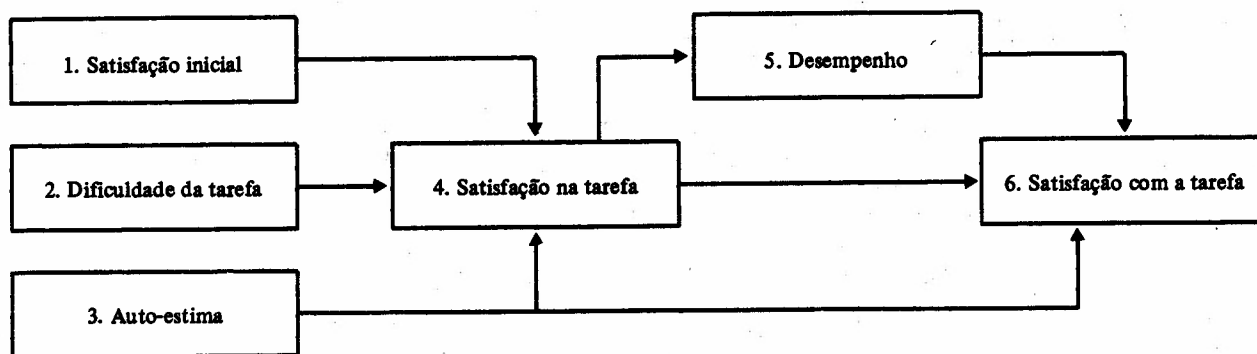 1. Satisfação inicial
5. Desempenho
2. Dificuldade da tarefa
4. Satisfação na tarefa
6. Satisfação com a tarefa
3. Auto-estima